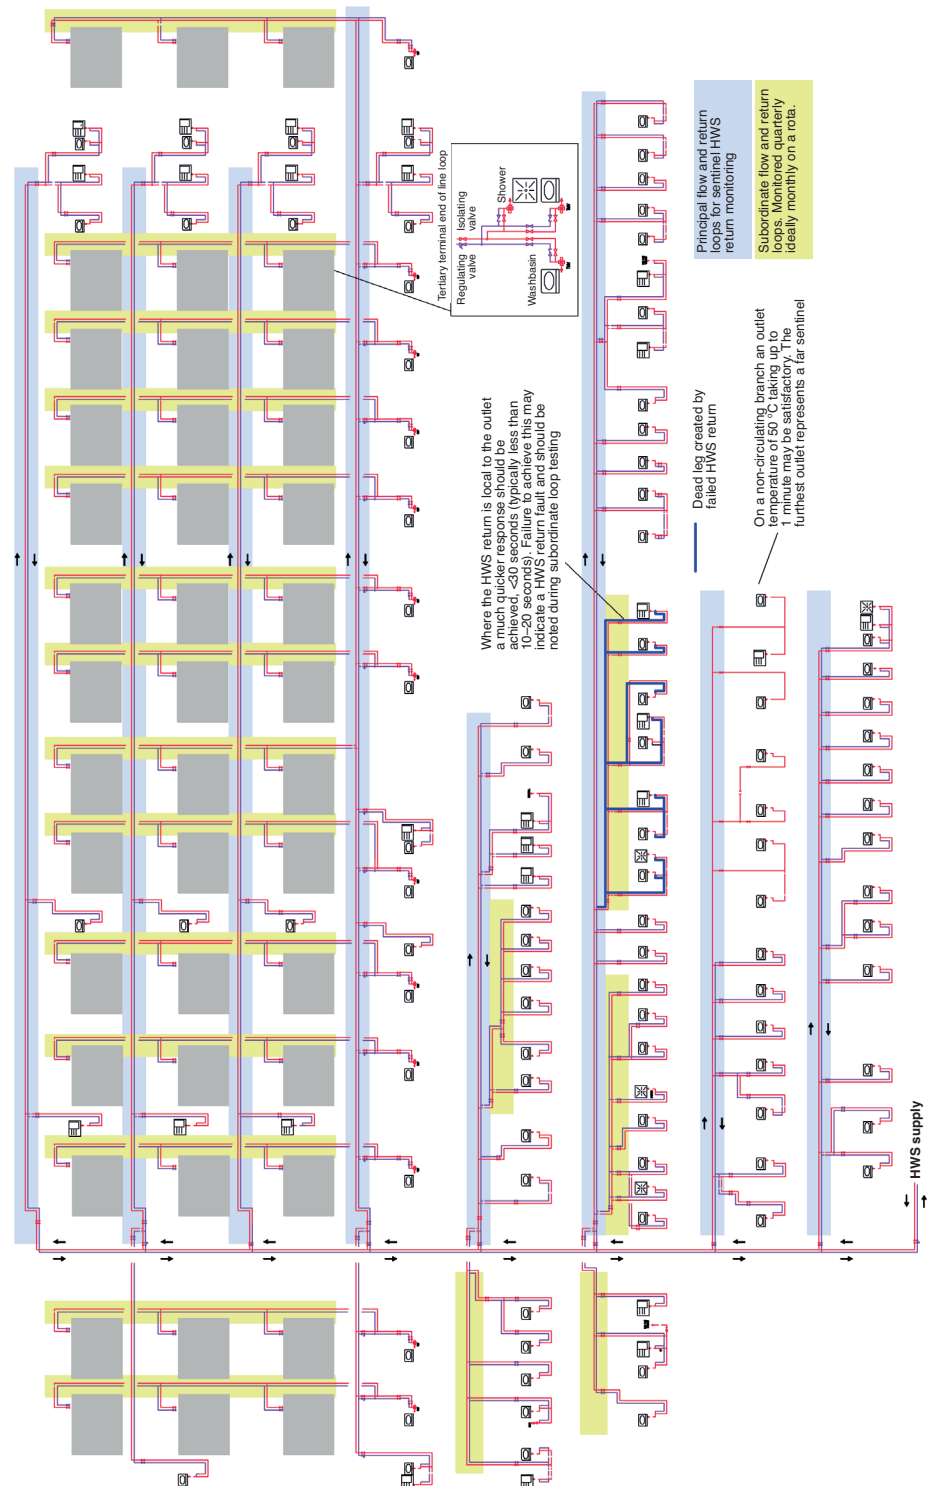 Tertiary terminal end of line loop
Regulating
valve
Isolating
valve
Shower
Washbasin
Principal flow and return
loops for sentinel HWS
return monitoring
Subordinate flow and return
loops. Monitored quarterly
ideally monthly on a rota.
Where the HWS return is local to the outlet
a much quicker response should be
achieved, <30 seconds (typically less than
10–20 seconds). Failure to achieve this may
indicate a HWS return fault and should be
noted during subordinate loop testing
Dead leg created by
failed HWS return
On a non-circulating branch an outlet
temperature of 50 °C taking up to
1 minute may be satisfactory. The
furthest outlet represents a far sentinel
HWS supply